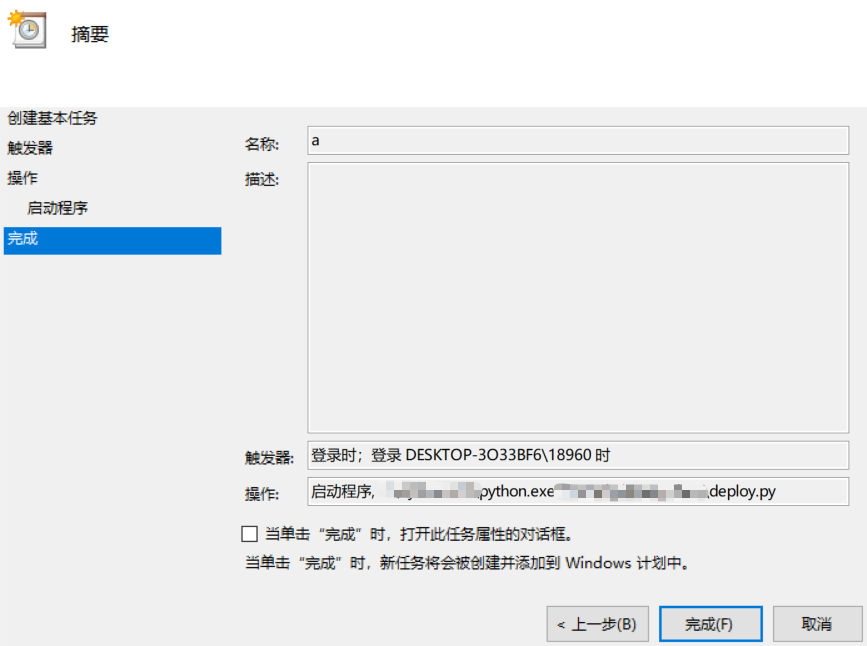 摘要
创建基本任务
触发器
操作
启动程序
完成
名称:
a
描述:
触发器:
登录时；登录 DESKTOP-3O33BF6\18960 时
操作:
启动程序, python.exe \deploy.py
当单击“完成”时，打开此任务属性的对话框。
当单击“完成”时，新任务将会被创建并添加到 Windows 计划中。
< 上一步(B)
完成(F)
取消